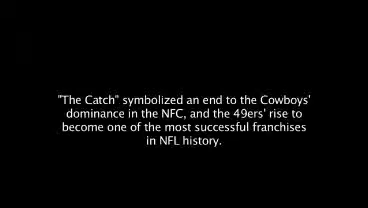 "The Catch" symbolized an end to the Cowboys'
dominance in the NFC, and the 49ers' rise to
become one of the most successful franchises
in NFL history.